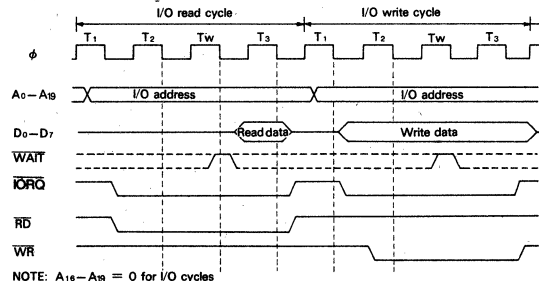 I/O read cycle I/O write cycle
T1 T2 TW T3 T1 T2 TW T3
φ
A0—A19 I/O address I/O address
D0—D7 Read data Write data
WAIT
IORQ
RD
WR
NOTE: A16—A19 = 0 for I/O cycles